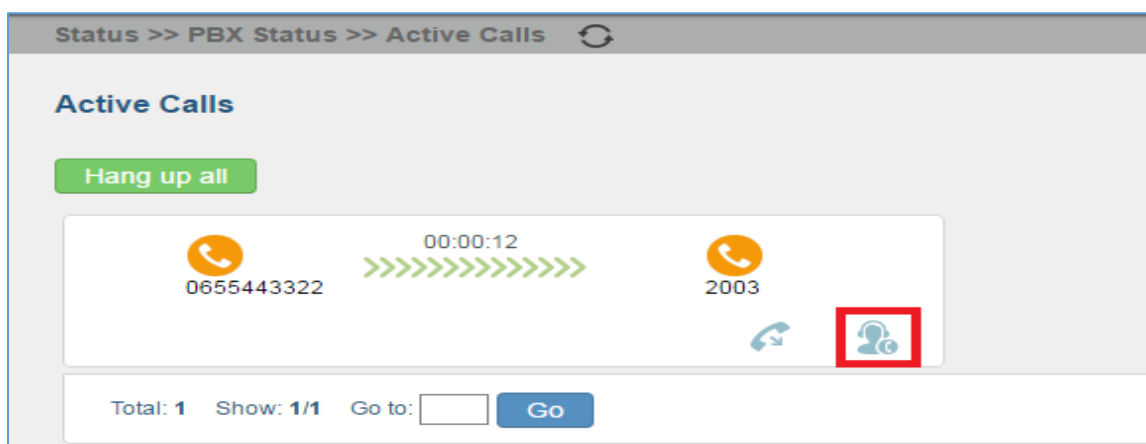 Status >> PBX Status >> Active Calls
Active Calls
Hang up all
00:00:12
0655443322 2003
Total: 1 Show: 1/1 Go to: Go